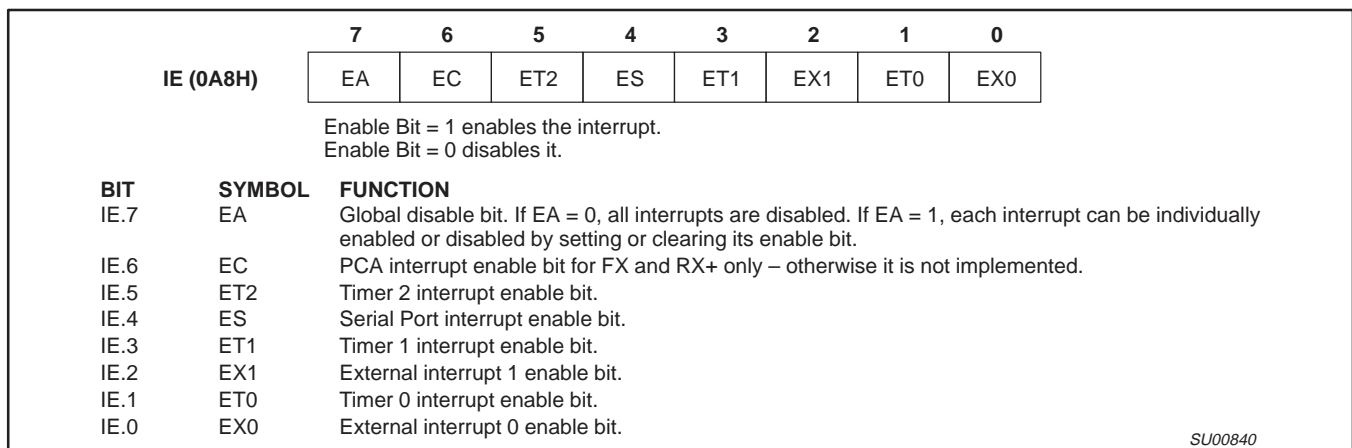 7 6 5 4 3 2 1 0
IE (0A8H) EA EC ET2 ES ET1 EX1 ET0 EX0
Enable Bit = 1 enables the interrupt.
Enable Bit = 0 disables it.
BIT SYMBOL FUNCTION
IE.7 EA Global disable bit. If EA = 0, all interrupts are disabled. If EA = 1, each interrupt can be individually
enabled or disabled by setting or clearing its enable bit.
IE.6 EC PCA interrupt enable bit for FX and RX+ only – otherwise it is not implemented.
IE.5 ET2 Timer 2 interrupt enable bit.
IE.4 ES Serial Port interrupt enable bit.
IE.3 ET1 Timer 1 interrupt enable bit.
IE.2 EX1 External interrupt 1 enable bit.
IE.1 ET0 Timer 0 interrupt enable bit.
IE.0 EX0 External interrupt 0 enable bit.
SU00840